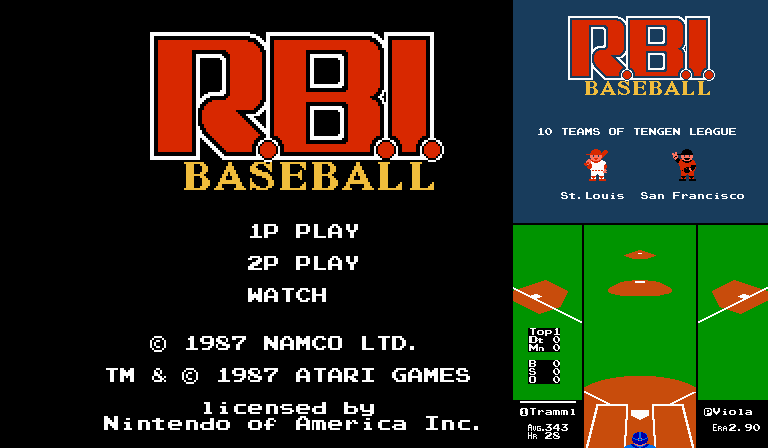 R.B.I.
BASEBALL
1P PLAY
2P PLAY
WATCH
© 1987 NAMCO LTD.
TM & © 1987 ATARI GAMES
licensed by
Nintendo of America Inc.
R.B.I.
BASEBALL
10 TEAMS OF TENGEN LEAGUE
St.Louis San Francisco
Top1
Dt 0
Mn 0
B 0
S 0
O 0
①Tramml
Avg.343
HR 28
ⓅViola
ERA2.90